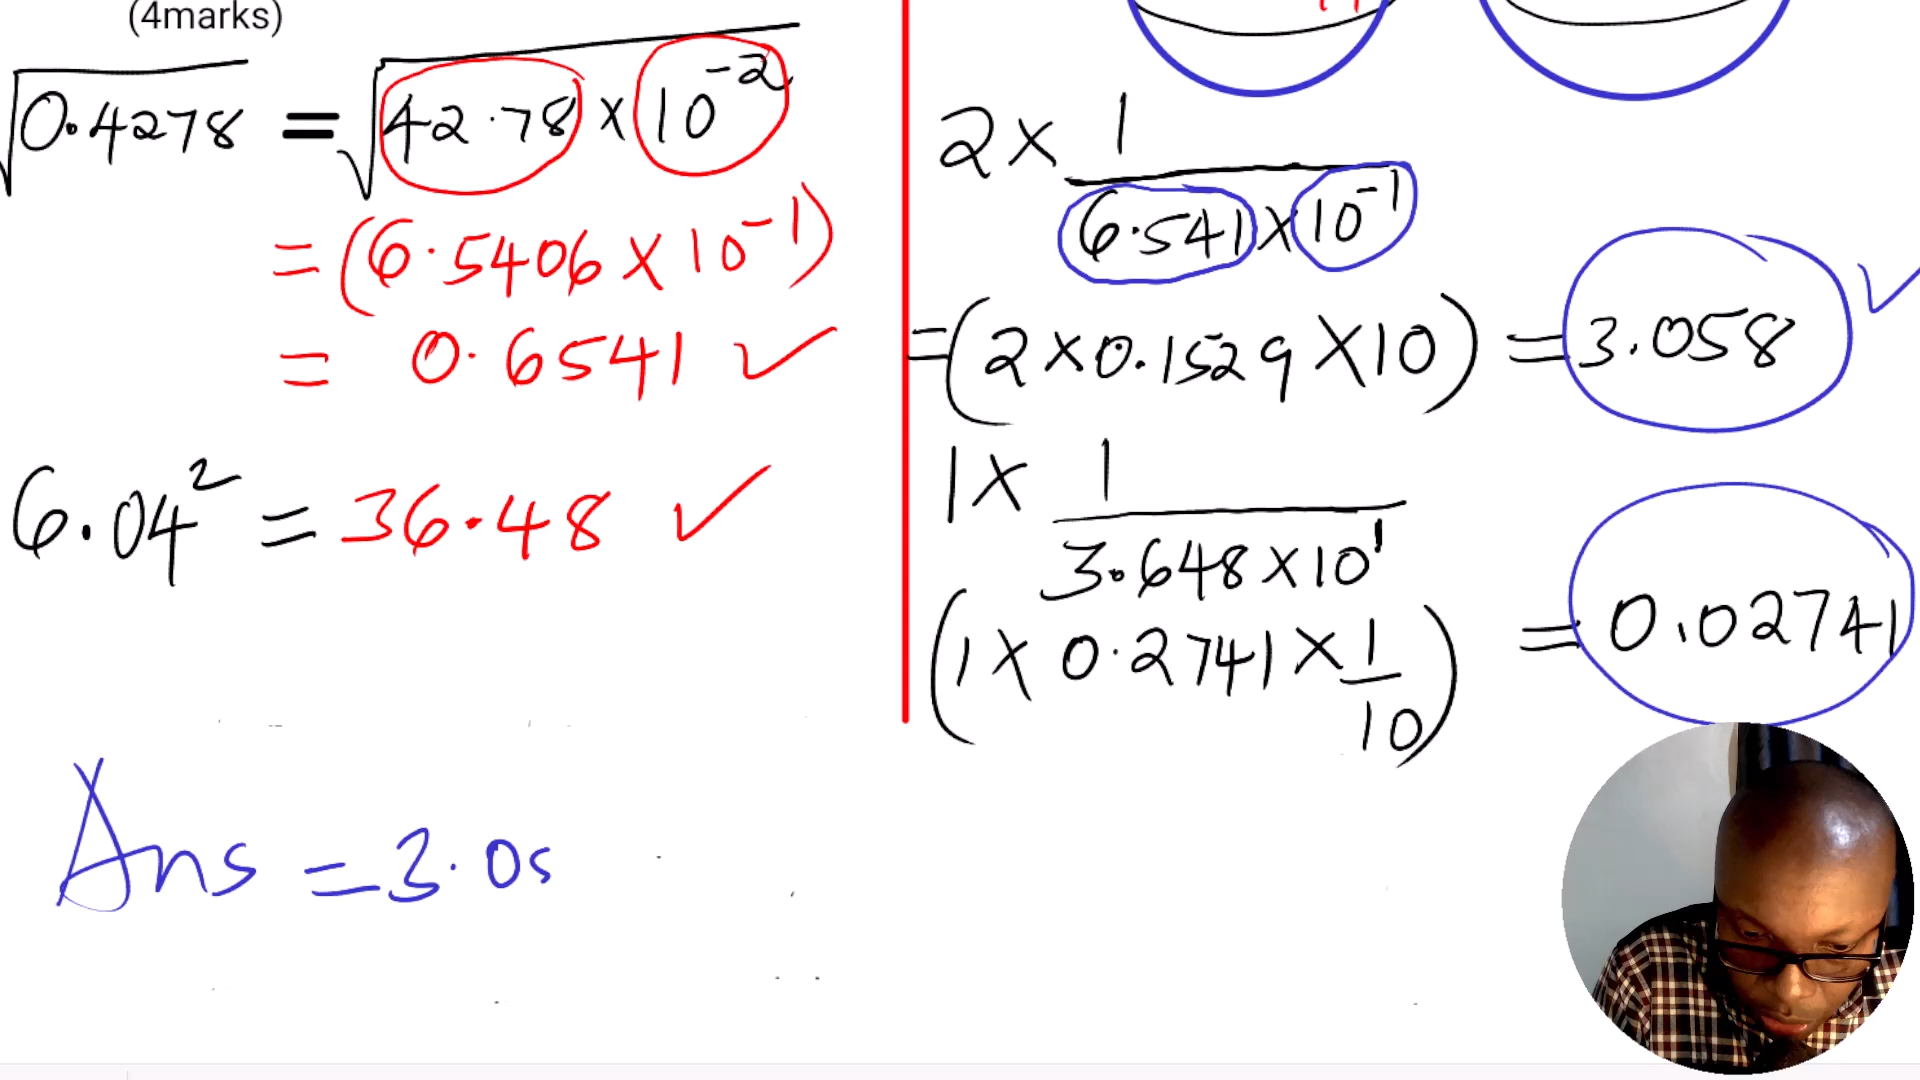 (4marks)
√0.4278 = √42.78 × 10⁻²
= (6.5406 × 10⁻¹)
= 0.6541 ✓
6.04² = 36.48 ✓
2 × 1
6.541 × 10⁻¹
= (2 × 0.1529 × 10) = 3.058 ✓
1 × 1
3.648 × 10¹
(1 × 0.2741 × 1/10) = 0.02741
Ans = 3.05